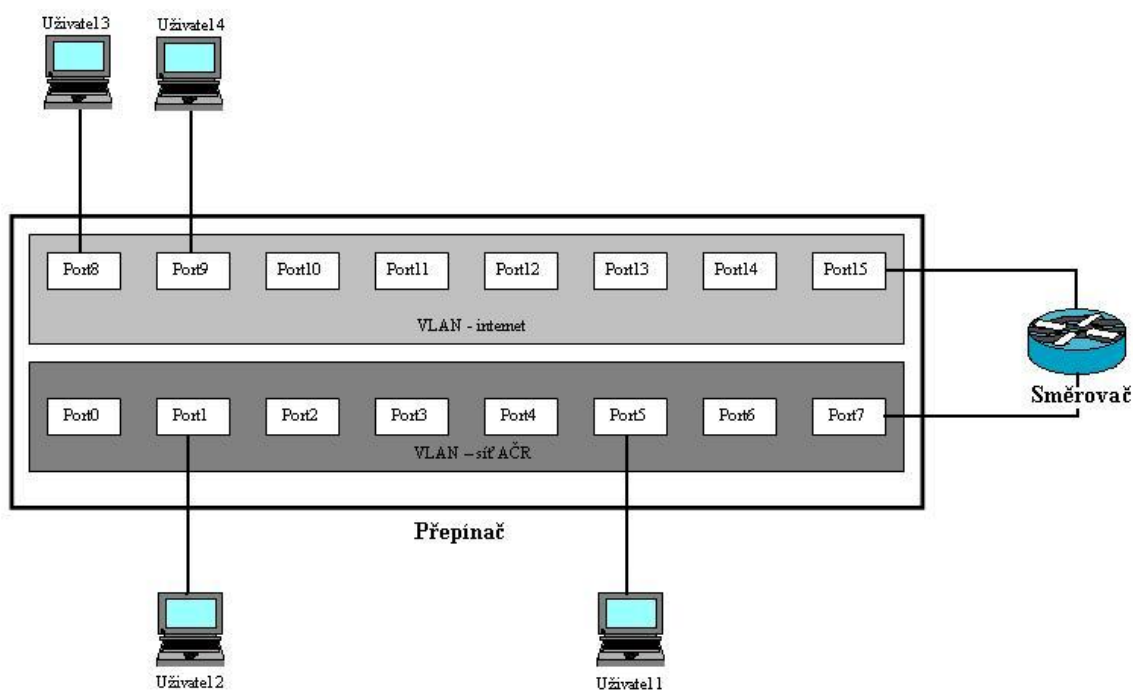 Uživatel3
Uživatel4
Port8
Port9
Port10
Port11
Port12
Port13
Port14
Port15
VLAN - internet
Směrovač
Port0
Port1
Port2
Port3
Port4
Port5
Port6
Port7
VLAN – síť AČR
Přepínač
Uživatel2
Uživatel1